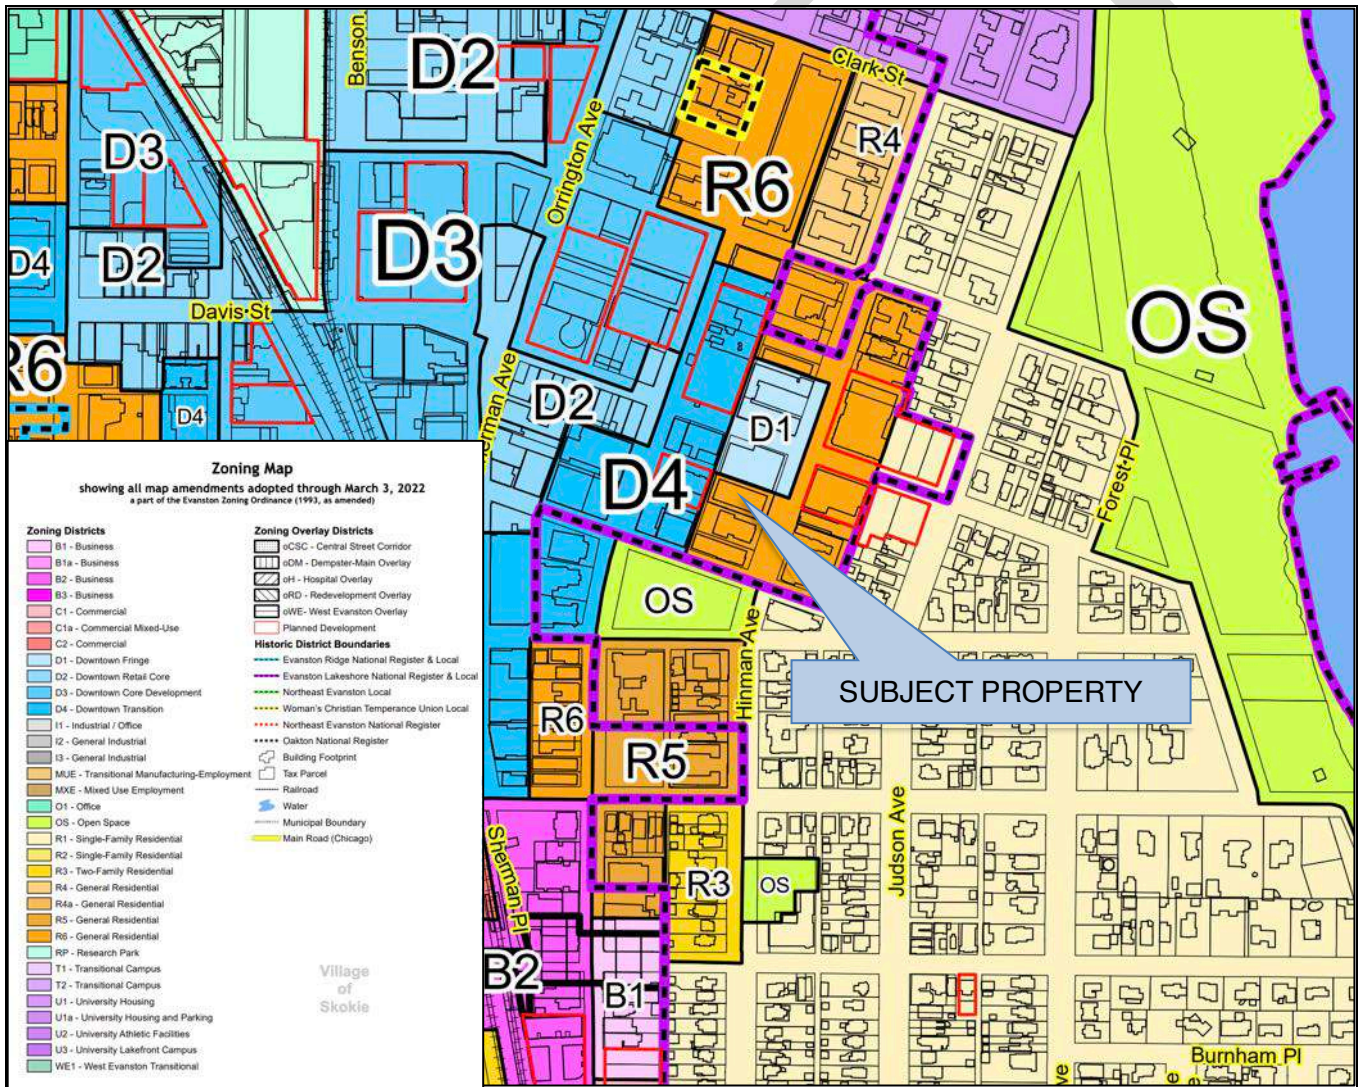 Benson
D2
Clark St
D3
Orrington Ave
R4
R6
OS
D3
D4
D2
Davis St
R6
D4
erman Ave
D2
D1
D4
Forest Pl
OS
Hinman Ave
SUBJECT PROPERTY
R6
R5
Judson Ave
Sherman Pl
R3
OS
B2
B1
Burnham Pl
ve
Zoning Map
showing all map amendments adopted through March 3, 2022
a part of the Evanston Zoning Ordinance (1993, as amended)
Zoning Districts
B1 - Business
B1a - Business
B2 - Business
B3 - Business
C1 - Commercial
C1a - Commercial Mixed-Use
C2 - Commercial
D1 - Downtown Fringe
D2 - Downtown Retail Core
D3 - Downtown Core Development
D4 - Downtown Transition
I1 - Industrial / Office
I2 - General Industrial
I3 - General Industrial
MUE - Transitional Manufacturing-Employment
MXE - Mixed Use Employment
O1 - Office
OS - Open Space
R1 - Single-Family Residential
R2 - Single-Family Residential
R3 - Two-Family Residential
R4 - General Residential
R4a - General Residential
R5 - General Residential
R6 - General Residential
RP - Research Park
T1 - Transitional Campus
T2 - Transitional Campus
U1 - University Housing
U1a - University Housing and Parking
U2 - University Athletic Facilities
U3 - University Lakefront Campus
WE1 - West Evanston Transitional
Zoning Overlay Districts
oCSC - Central Street Corridor
oDM - Dempster-Main Overlay
oH - Hospital Overlay
oRD - Redevelopment Overlay
oWE- West Evanston Overlay
Planned Development
Historic District Boundaries
Evanston Ridge National Register & Local
Evanston Lakeshore National Register & Local
Northeast Evanston Local
Woman's Christian Temperance Union Local
Northeast Evanston National Register
Oakton National Register
Building Footprint
Tax Parcel
Railroad
Water
Municipal Boundary
Main Road (Chicago)
Village
of
Skokie